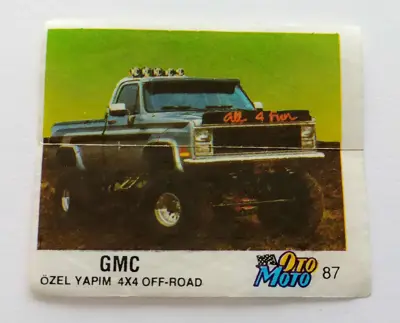 All 4 Fun
GMC
ÖZEL YAPIM 4X4 OFF-ROAD
OTO
MOTO
87